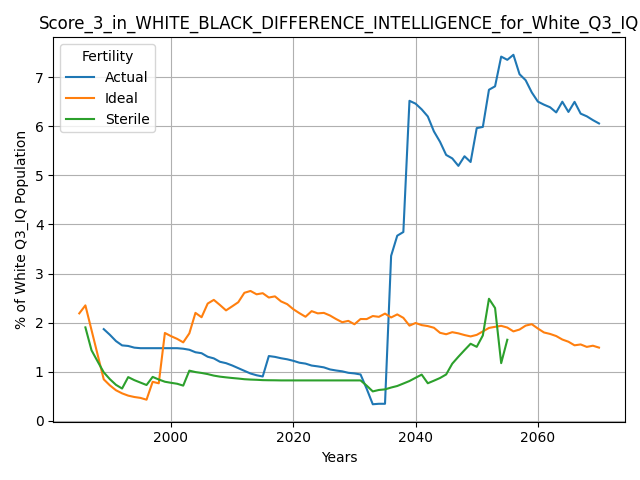 Score_3_in_WHITE_BLACK_DIFFERENCE_INTELLIGENCE_for_White_Q3_IQ
Fertility
Actual
Ideal
Sterile
% of White Q3_IQ Population
7
6
5
4
3
2
1
0
2000 2020 2040 2060
Years